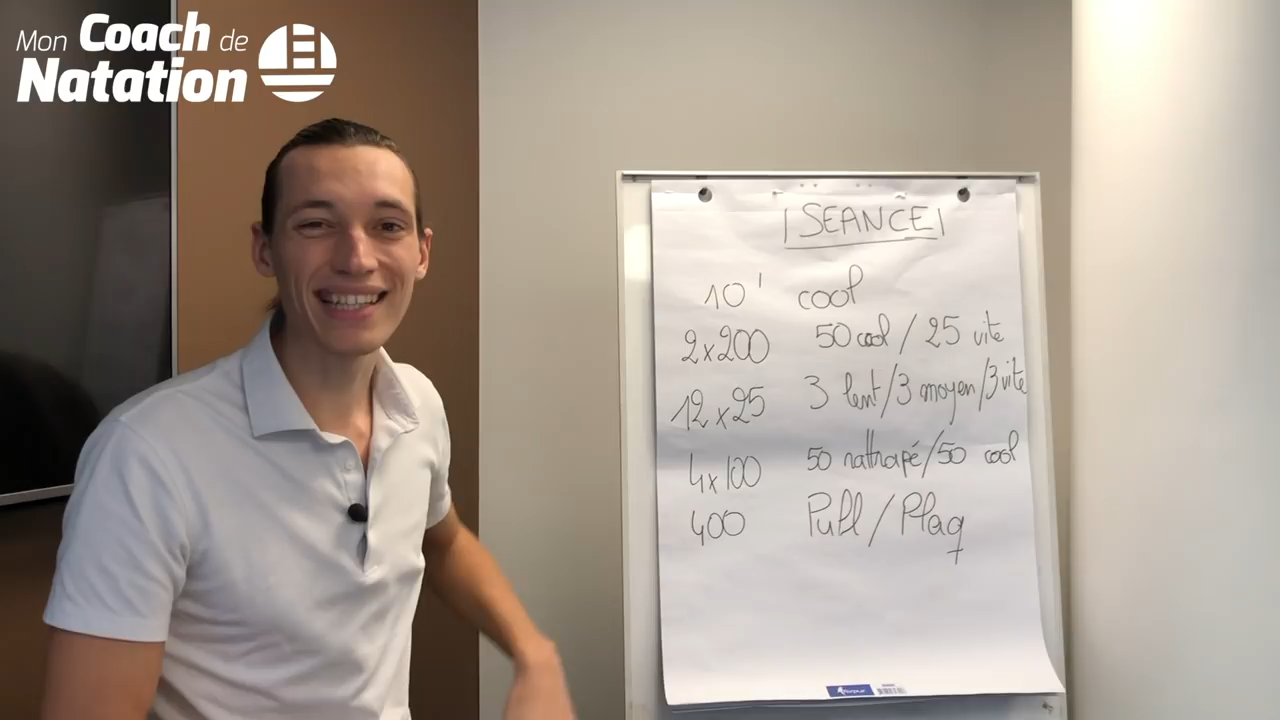 Mon Coach de
Natation
SEANCE
10' cool
2x200 50 cool / 25 vite
12x25 3 lent/3 moyen/3 vite
4x100 50 rattrapé/50 cool
400 Pull / Plaq